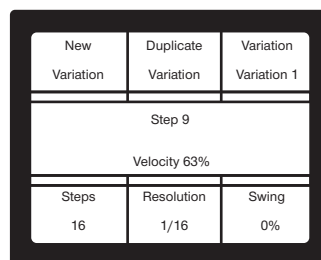 New Duplicate Variation
Variation Variation Variation 1
Step 9
Velocity 63%
Steps Resolution Swing
16 1/16 0%